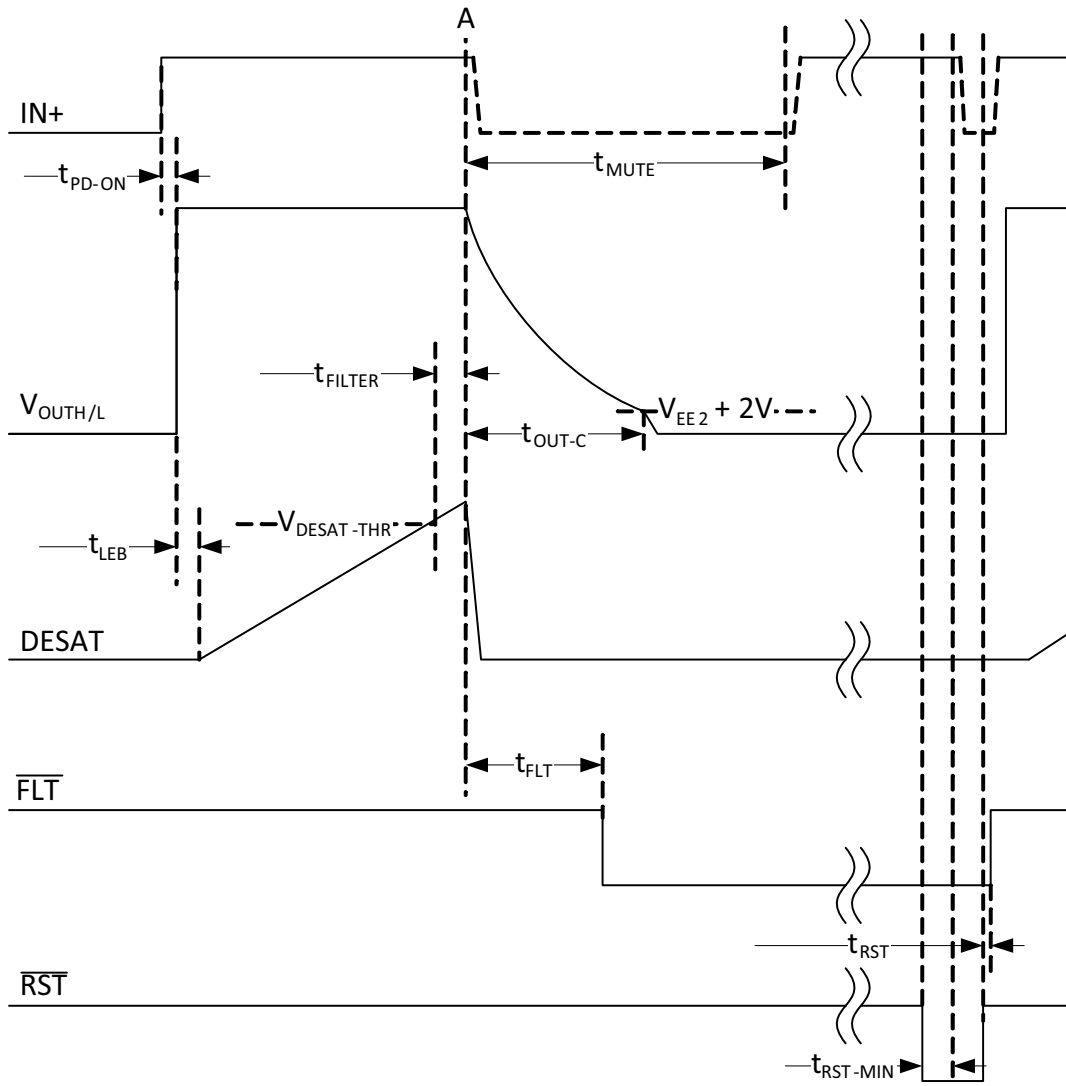 A
IN+
tPD-ON
tMUTE
tFILTER
VOUTH/L
VEE2 + 2V
tOUT-C
VDESAT-THR
tLEB
DESAT
tFLT
FLT
tRST
RST
tRST-MIN